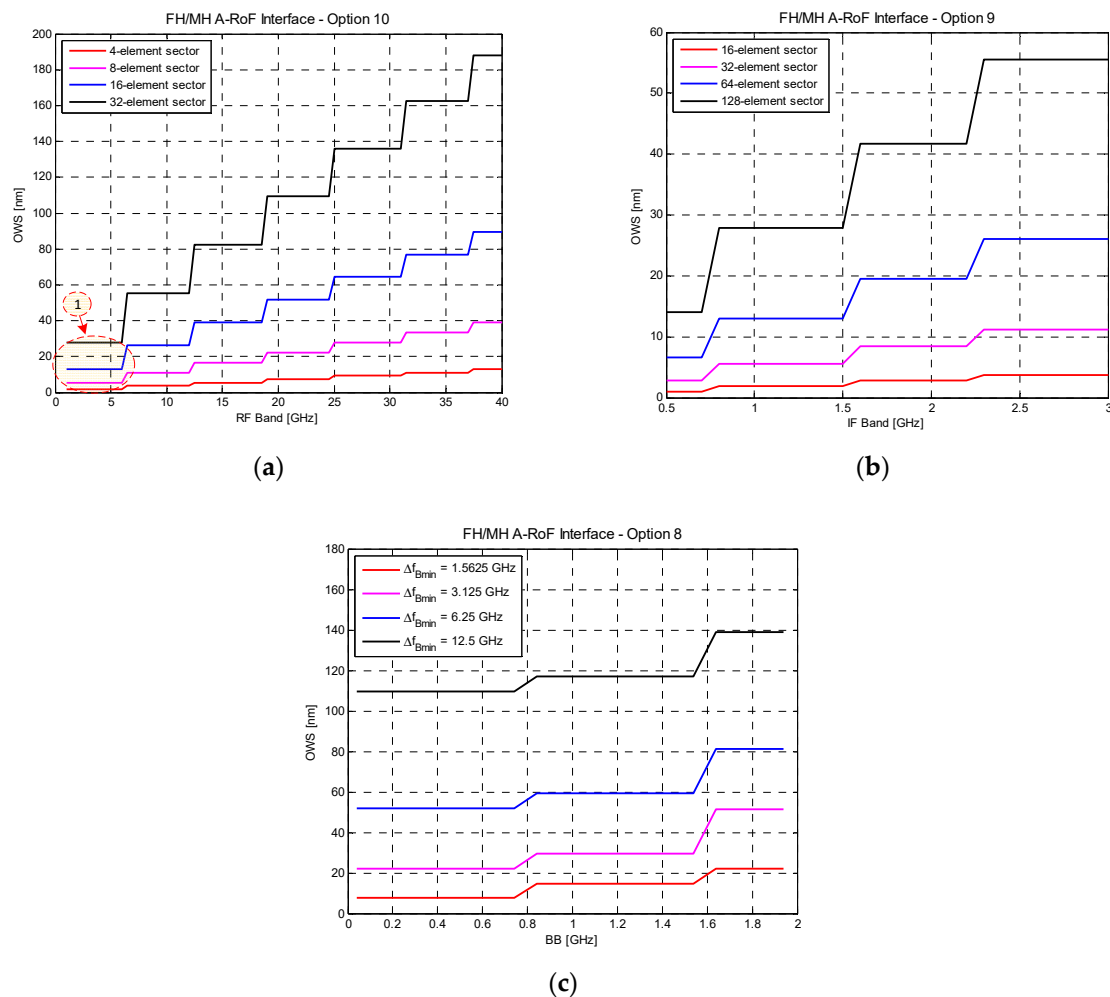 FH/MH A-RoF Interface - Option 10
200
180
160
140
120
100
80
60
40
20
0
OWS [nm]
4-element sector
8-element sector
16-element sector
32-element sector
1
0 5 10 15 20 25 30 35 40
RF Band [GHz]
(a)
FH/MH A-RoF Interface - Option 9
60
50
40
30
20
10
0
OWS [nm]
16-element sector
32-element sector
64-element sector
128-element sector
0.5 1 1.5 2 2.5 3
IF Band [GHz]
(b)
FH/MH A-RoF Interface - Option 8
180
160
140
120
100
80
60
40
20
0
OWS [nm]
Δf_Bmin = 1.5625 GHz
Δf_Bmin = 3.125 GHz
Δf_Bmin = 6.25 GHz
Δf_Bmin = 12.5 GHz
0 0.2 0.4 0.6 0.8 1 1.2 1.4 1.6 1.8 2
BB [GHz]
(c)